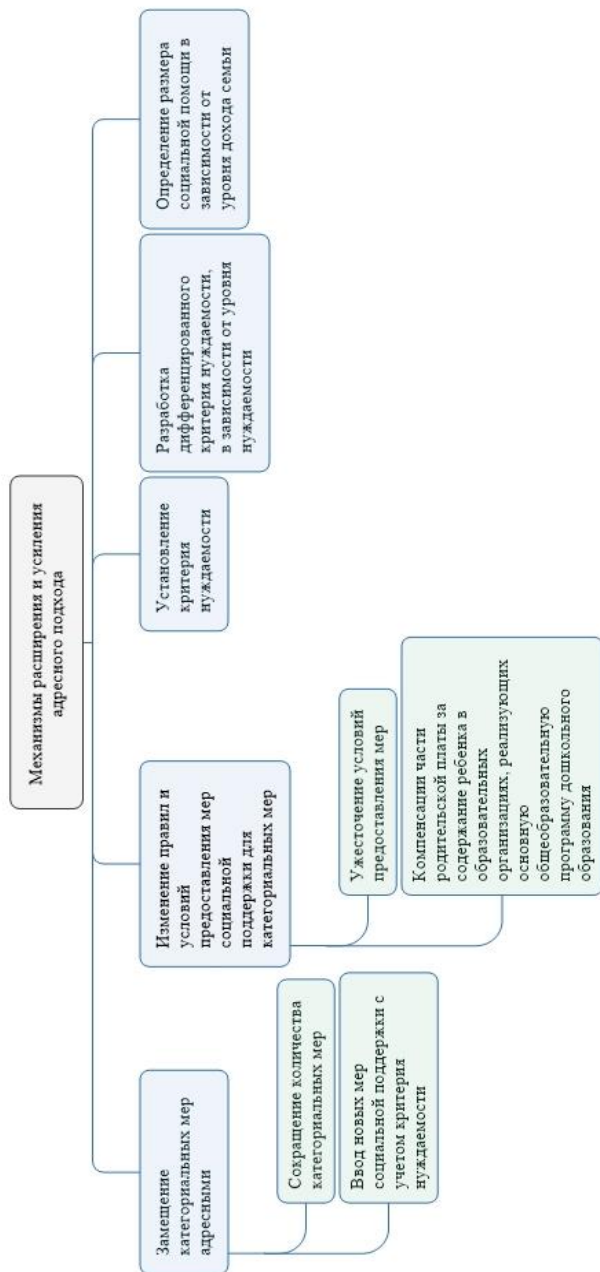 Механизмы расширения и усиления
адресного подхода
Замещение
категориальных мер
адресными
Сокращение количества
категориальных мер
Ввод новых мер
социальной поддержки с
учетом критерия
нуждаемости
Изменение правил и
условий
предоставления мер
социальной
поддержки для
категориальных мер
Ужесточение условий
предоставления мер
Компенсации части
родительской платы за
содержание ребенка в
образовательных
организациях, реализующих
основную
общеобразовательную
программу дошкольного
образования
Установление
критерия
нуждаемости
Разработка
дифференцированного
критерия нуждаемости,
в зависимости от уровня
нуждаемости
Определение размера
социальной помощи в
зависимости от
уровня дохода семьи